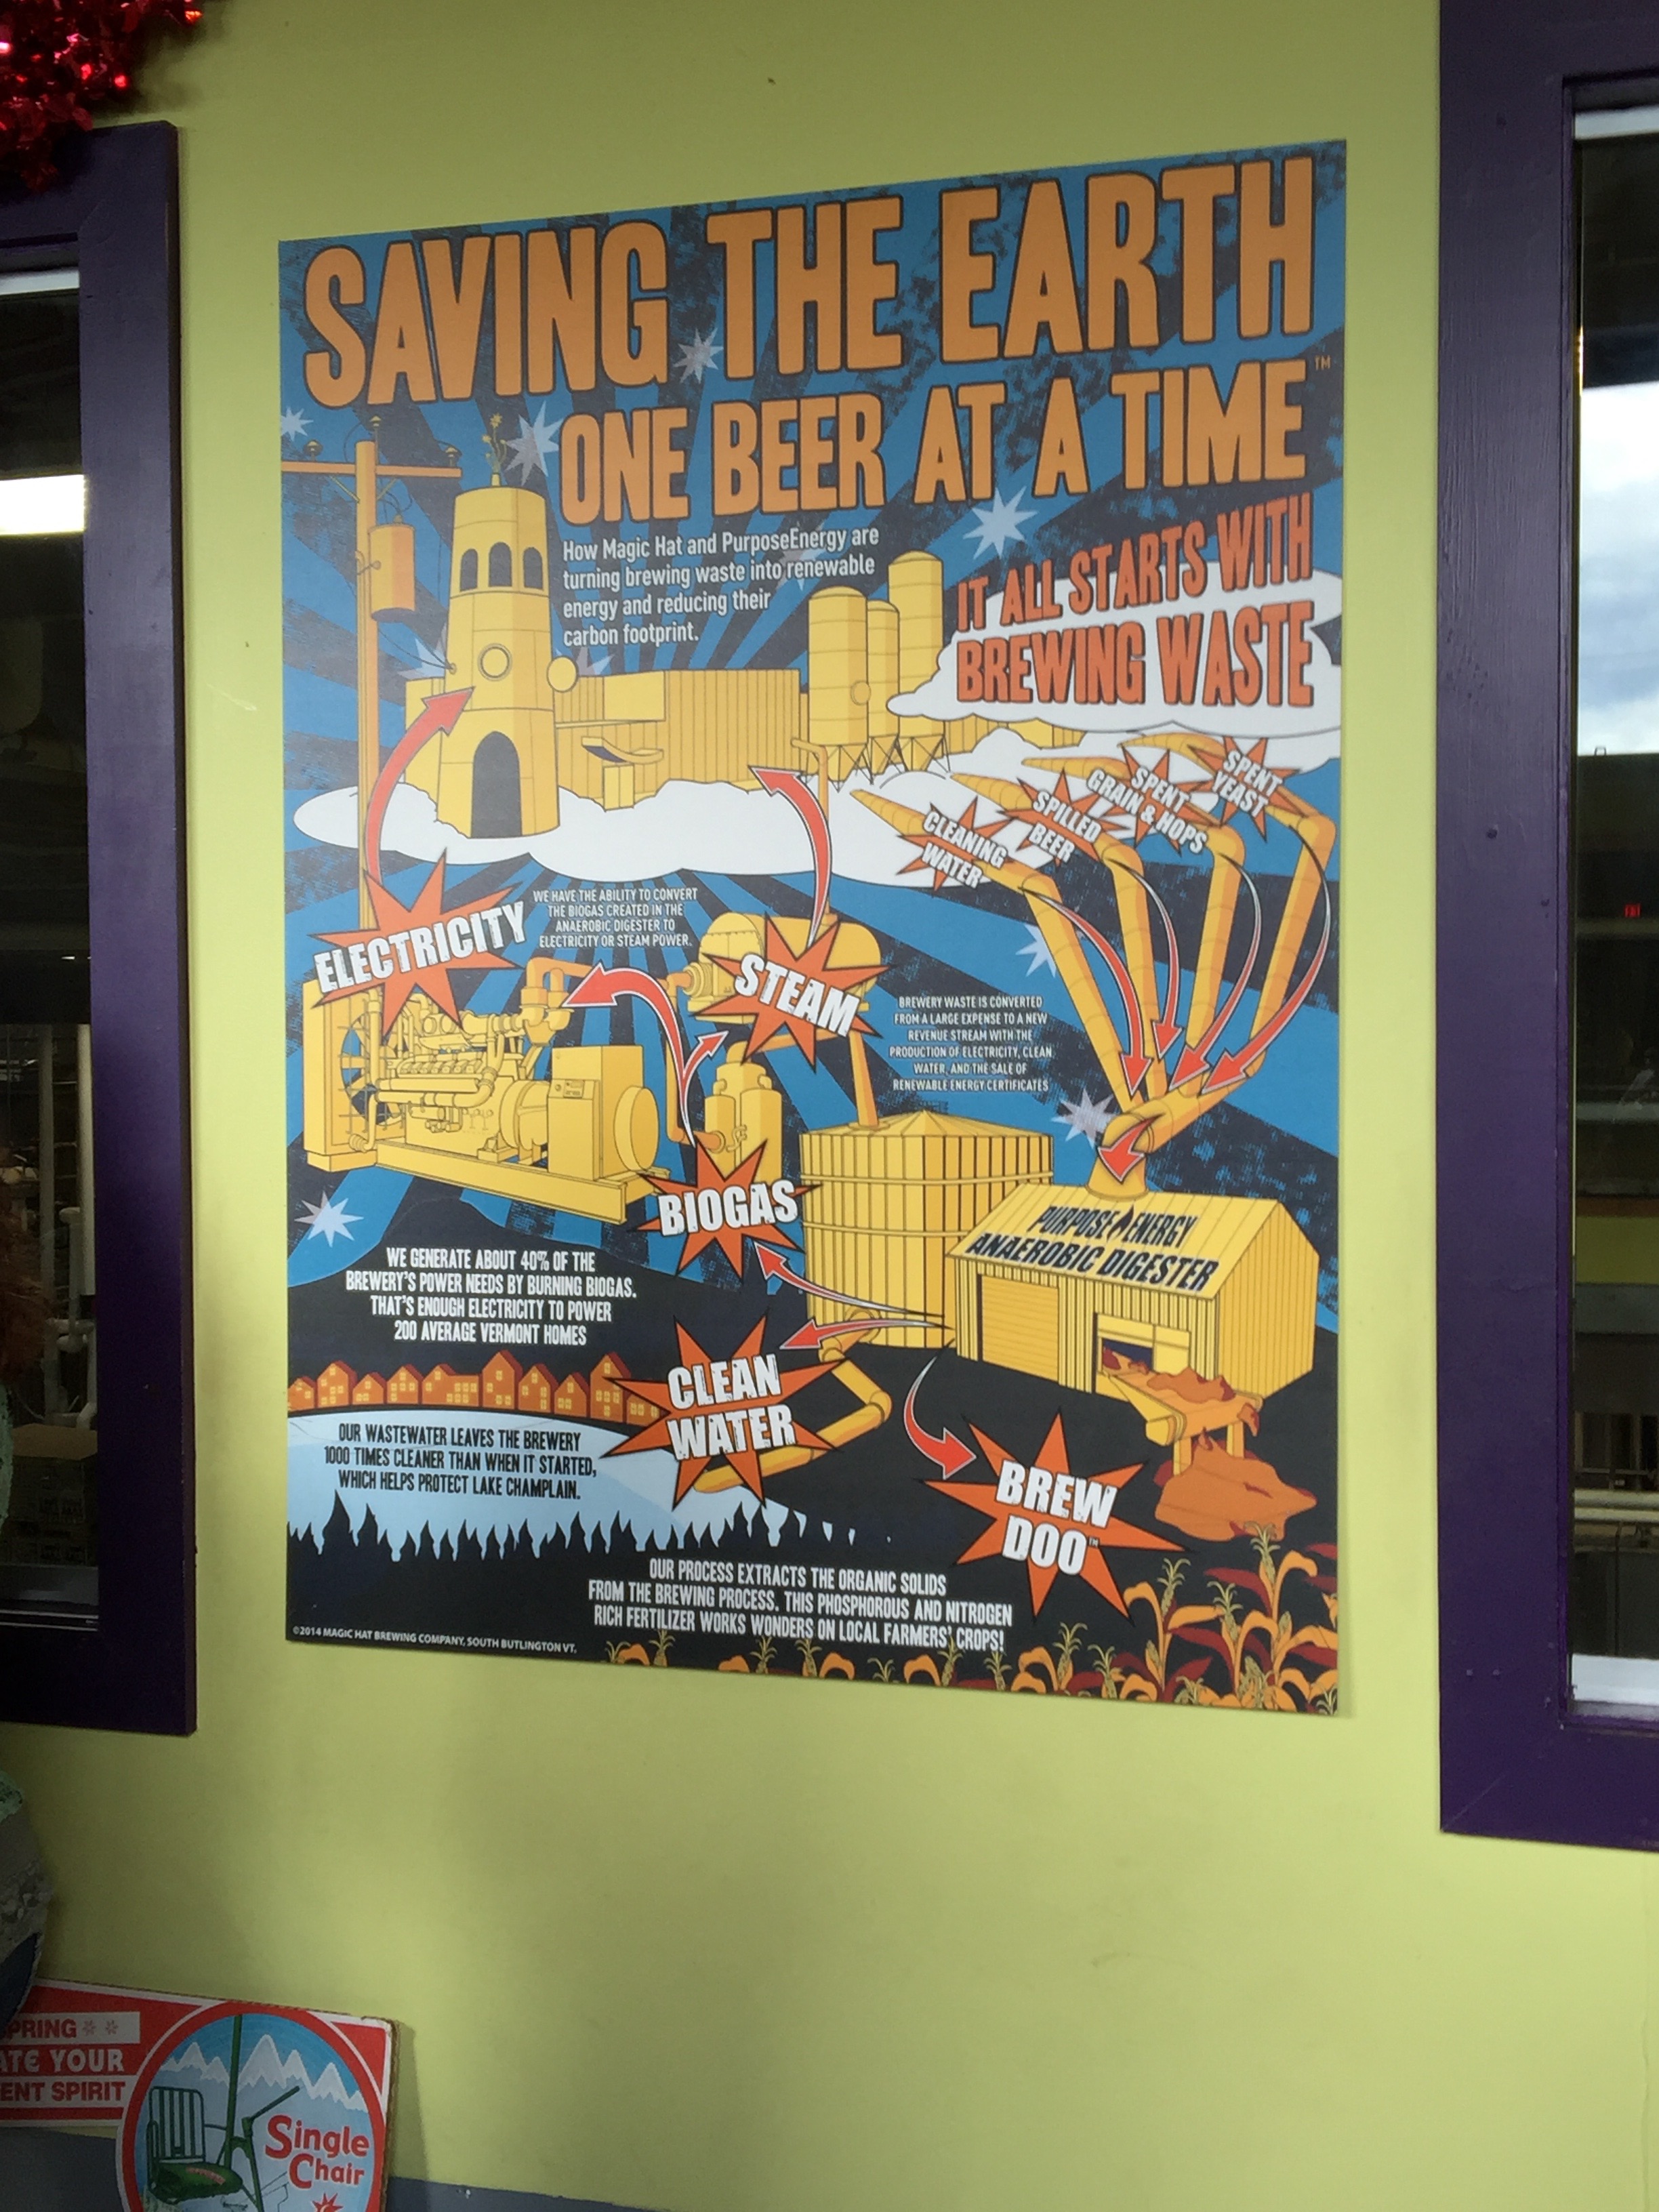 SAVING THE EARTH
ONE BEER AT A TIME™
How Magic Hat and PurposeEnergy are
turning brewing waste into renewable
energy and reducing their
carbon footprint.
IT ALL STARTS WITH
BREWING WASTE
CLEANING
WATER
SPILLED
BEER
SPENT
GRAIN & HOPS
SPENT
YEAST
ELECTRICITY
WE HAVE THE ABILITY TO CONVERT
THE BIOGAS CREATED IN THE
ANAEROBIC DIGESTER TO
ELECTRICITY OR STEAM POWER.
STEAM
BREWERY WASTE IS CONVERTED
FROM A LARGE EXPENSE TO A NEW
REVENUE STREAM WITH THE
PRODUCTION OF ELECTRICITY, CLEAN
WATER, AND THE SALE OF
RENEWABLE ENERGY CERTIFICATES
BIOGAS
PURPOSE ENERGY
ANAEROBIC DIGESTER
WE GENERATE ABOUT 40% OF THE
BREWERY'S POWER NEEDS BY BURNING BIOGAS.
THAT'S ENOUGH ELECTRICITY TO POWER
200 AVERAGE VERMONT HOMES
CLEAN
WATER
OUR WASTEWATER LEAVES THE BREWERY
1000 TIMES CLEANER THAN WHEN IT STARTED,
WHICH HELPS PROTECT LAKE CHAMPLAIN.
BREW
DOO™
OUR PROCESS EXTRACTS THE ORGANIC SOLIDS
FROM THE BREWING PROCESS. THIS PHOSPHOROUS AND NITROGEN
RICH FERTILIZER WORKS WONDERS ON LOCAL FARMERS' CROPS!
©2014 MAGIC HAT BREWING COMPANY, SOUTH BUTLINGTON VT.
PRING
ATE YOUR
ENT SPIRIT
Single
Chair